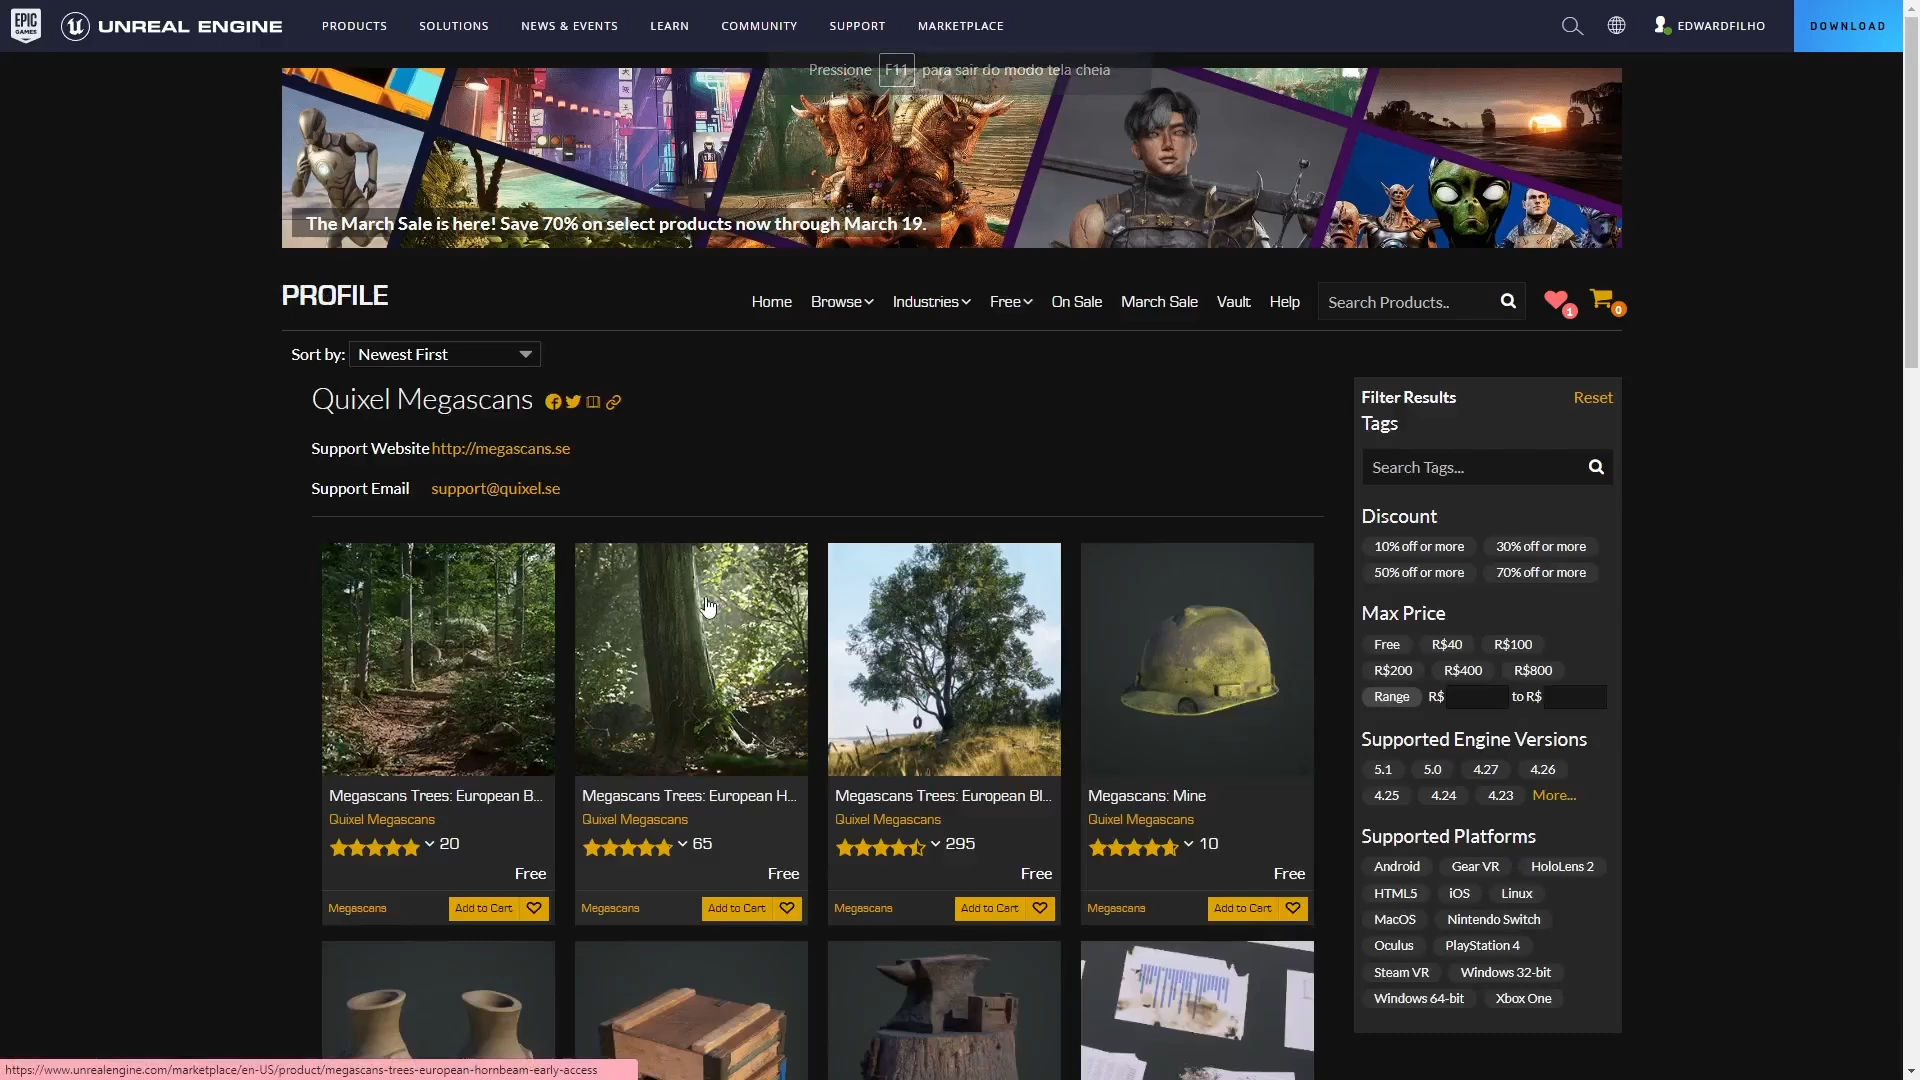 EPIC GAMES
UNREAL ENGINE
PRODUCTS
SOLUTIONS
NEWS & EVENTS
LEARN
COMMUNITY
SUPPORT
MARKETPLACE
EDWARDFILHO
DOWNLOAD
Pressione F11 para sair do modo tela cheia
The March Sale is here! Save 70% on select products now through March 19.
PROFILE
Home
Browse
Industries
Free
On Sale
March Sale
Vault
Help
Search Products..
1
0
Sort by: Newest First
Quixel Megascans
Support Website http://megascans.se
Support Email support@quixel.se
Megascans Trees: European B...
Quixel Megascans
20
Free
Megascans
Add to Cart
Megascans Trees: European H...
Quixel Megascans
65
Free
Megascans
Add to Cart
Megascans Trees: European Bl...
Quixel Megascans
295
Free
Megascans
Add to Cart
Megascans: Mine
Quixel Megascans
10
Free
Megascans
Add to Cart
Filter Results
Reset
Tags
Search Tags...
Discount
10% off or more
30% off or more
50% off or more
70% off or more
Max Price
Free
R$40
R$100
R$200
R$400
R$800
Range R$ to R$
Supported Engine Versions
5.1
5.0
4.27
4.26
4.25
4.24
4.23
More...
Supported Platforms
Android
Gear VR
HoloLens 2
HTML5
iOS
Linux
MacOS
Nintendo Switch
Oculus
PlayStation 4
Steam VR
Windows 32-bit
Windows 64-bit
Xbox One
https://www.unrealengine.com/marketplace/en-US/product/megascans-trees-european-hornbeam-early-access